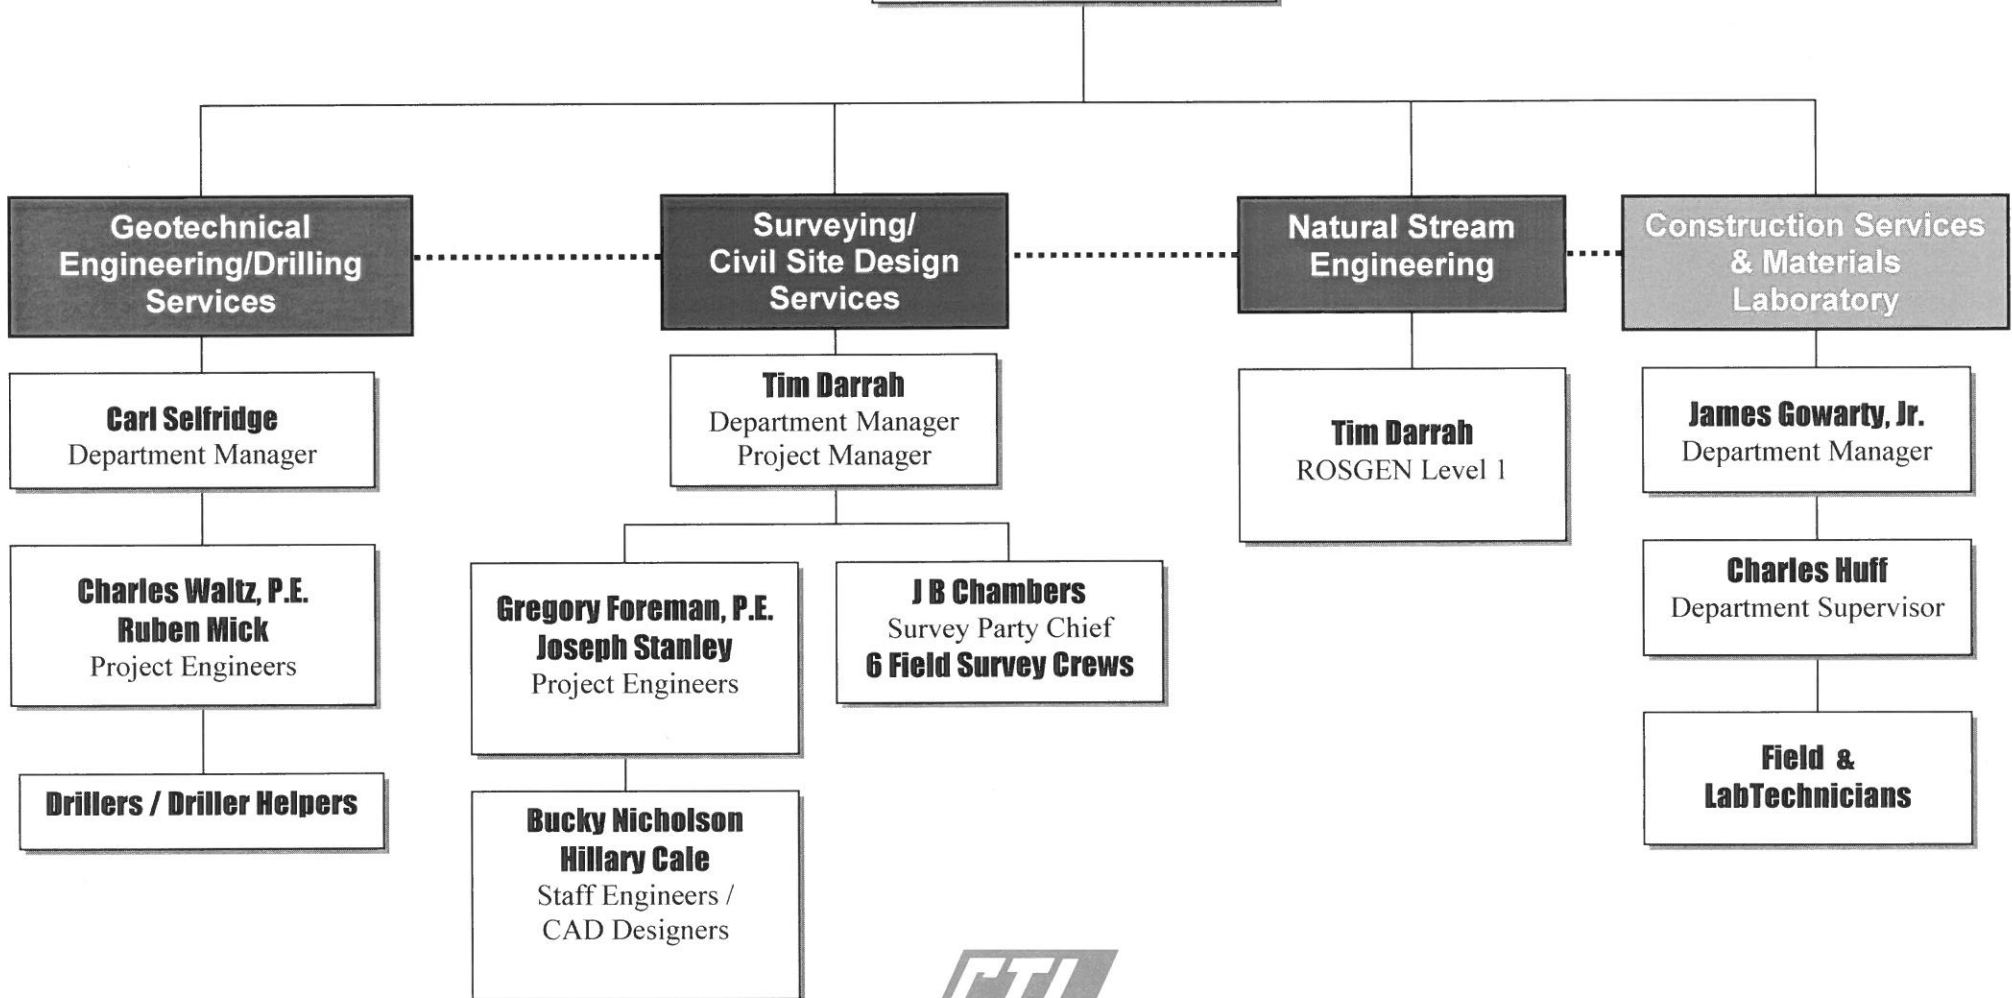 Geotechnical
Engineering/Drilling
Services
Surveying/
Civil Site Design
Services
Natural Stream
Engineering
Construction Services
& Materials
Laboratory
Carl Selfridge
Department Manager
Charles Waltz, P.E.
Ruben Mick
Project Engineers
Drillers / Driller Helpers
Tim Darrah
Department Manager
Project Manager
Gregory Foreman, P.E.
Joseph Stanley
Project Engineers
Bucky Nicholson
Hillary Cale
Staff Engineers /
CAD Designers
J B Chambers
Survey Party Chief
6 Field Survey Crews
Tim Darrah
ROSGEN Level 1
James Gowarty, Jr.
Department Manager
Charles Huff
Department Supervisor
Field &
LabTechnicians
CTL